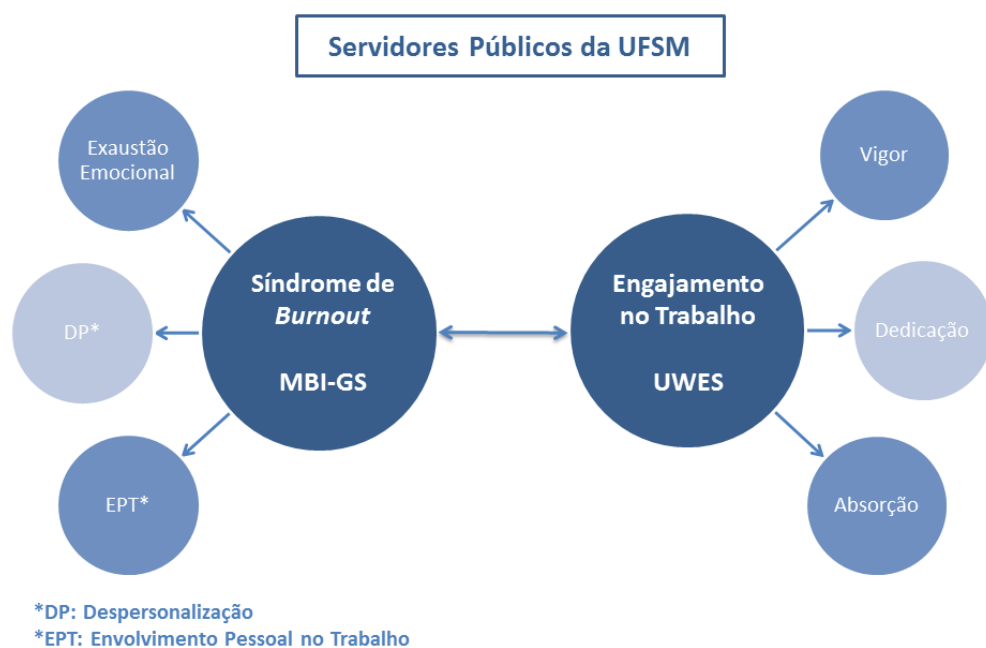 Servidores Públicos da UFSM
Exaustão
Emocional
DP*
EPT*
Síndrome de
Burnout
MBI-GS
Engajamento
no Trabalho
UWES
Vigor
Dedicação
Absorção
*DP: Despersonalização
*EPT: Envolvimento Pessoal no Trabalho